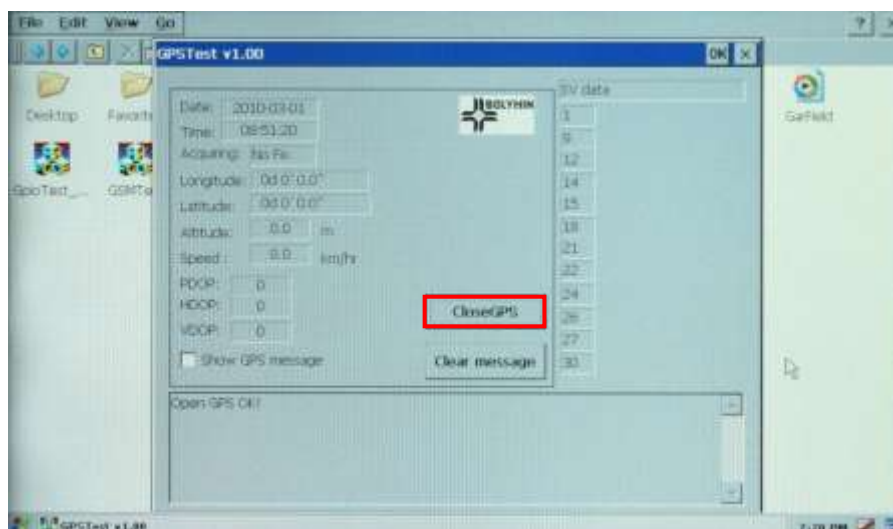 File Edit View Go
?
GPSTest v1.00
OK
Desktop
Favorit
GpioTest_...
GSMTe
Garfield
Date: 2010-03-01
Time: 08:51:20
Acquiring: No Fix
Longitude: 0d 0' 0.0"
Latitude: 0d 0' 0.0"
Altitude: 0.0 m
Speed: 0.0 km/hr
PDOP: 0
HDOP: 0
VDOP: 0
Show GPS message
BOLYMIN
CloseGPS
Clear message
SV data
1
9
12
14
15
18
21
22
24
26
27
30
Open GPS OK!
GPSTest v1.00